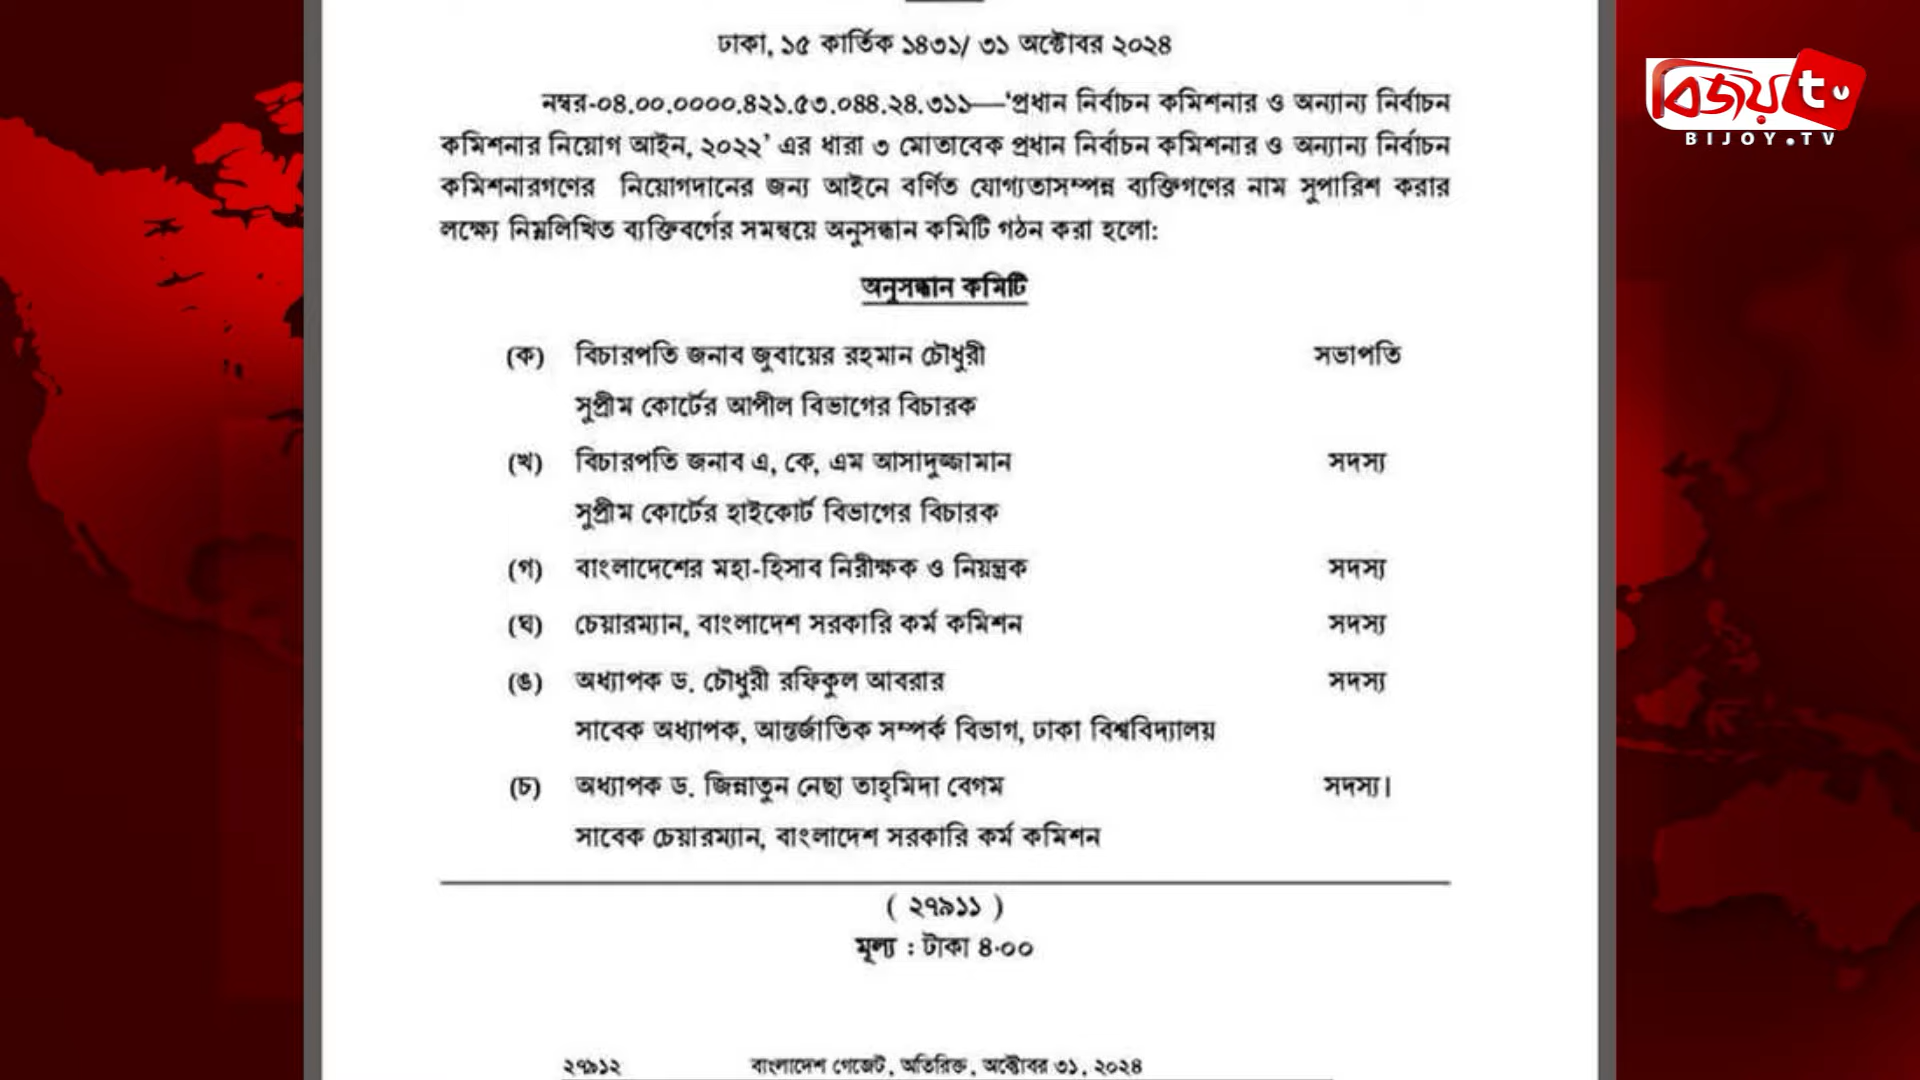 ঢাকা, ১৫ কার্তিক ১৪৩১/ ৩১ অক্টোবর ২০২৪
বিজয় tv
BIJOY.TV
নম্বর-০৪.০০.০০০০.৪২১.৫৩.০৪৪.২৪.৩১১—‘প্রধান নির্বাচন কমিশনার ও অন্যান্য নির্বাচন
কমিশনার নিয়োগ আইন, ২০২২’ এর ধারা ৩ মোতাবেক প্রধান নির্বাচন কমিশনার ও অন্যান্য নির্বাচন
কমিশনারগণের নিয়োগদানের জন্য আইনে বর্ণিত যোগ্যতাসম্পন্ন ব্যক্তিগণের নাম সুপারিশ করার
লক্ষ্যে নিম্নলিখিত ব্যক্তিবর্গের সমন্বয়ে অনুসন্ধান কমিটি গঠন করা হলো:
অনুসন্ধান কমিটি
(ক) বিচারপতি জনাব জুবায়ের রহমান চৌধুরী সভাপতি
সুপ্রীম কোর্টের আপীল বিভাগের বিচারক
(খ) বিচারপতি জনাব এ, কে, এম আসাদুজ্জামান সদস্য
সুপ্রীম কোর্টের হাইকোর্ট বিভাগের বিচারক
(গ) বাংলাদেশের মহা-হিসাব নিরীক্ষক ও নিয়ন্ত্রক সদস্য
(ঘ) চেয়ারম্যান, বাংলাদেশ সরকারি কর্ম কমিশন সদস্য
(ঙ) অধ্যাপক ড. চৌধুরী রফিকুল আবরার সদস্য
সাবেক অধ্যাপক, আন্তর্জাতিক সম্পর্ক বিভাগ, ঢাকা বিশ্ববিদ্যালয়
(চ) অধ্যাপক ড. জিন্নাতুন নেছা তাহ্‌মিদা বেগম সদস্য।
সাবেক চেয়ারম্যান, বাংলাদেশ সরকারি কর্ম কমিশন
( ২৭৯১১ )
মূল্য : টাকা ৪·০০
২৭৯১২ বাংলাদেশ গেজেট, অতিরিক্ত, অক্টোবর ৩১, ২০২৪